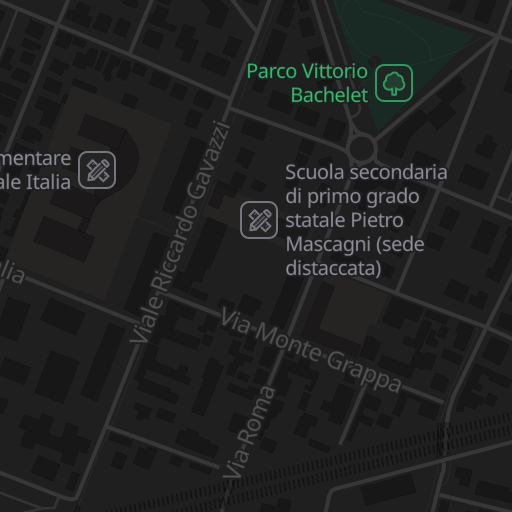 Parco Vittorio
Bachelet
mentare
ale Italia
Scuola secondaria
di primo grado
statale Pietro
Mascagni (sede
distaccata)
Viale Riccardo Gavazzi
alia
Via Monte Grappa
Via Roma